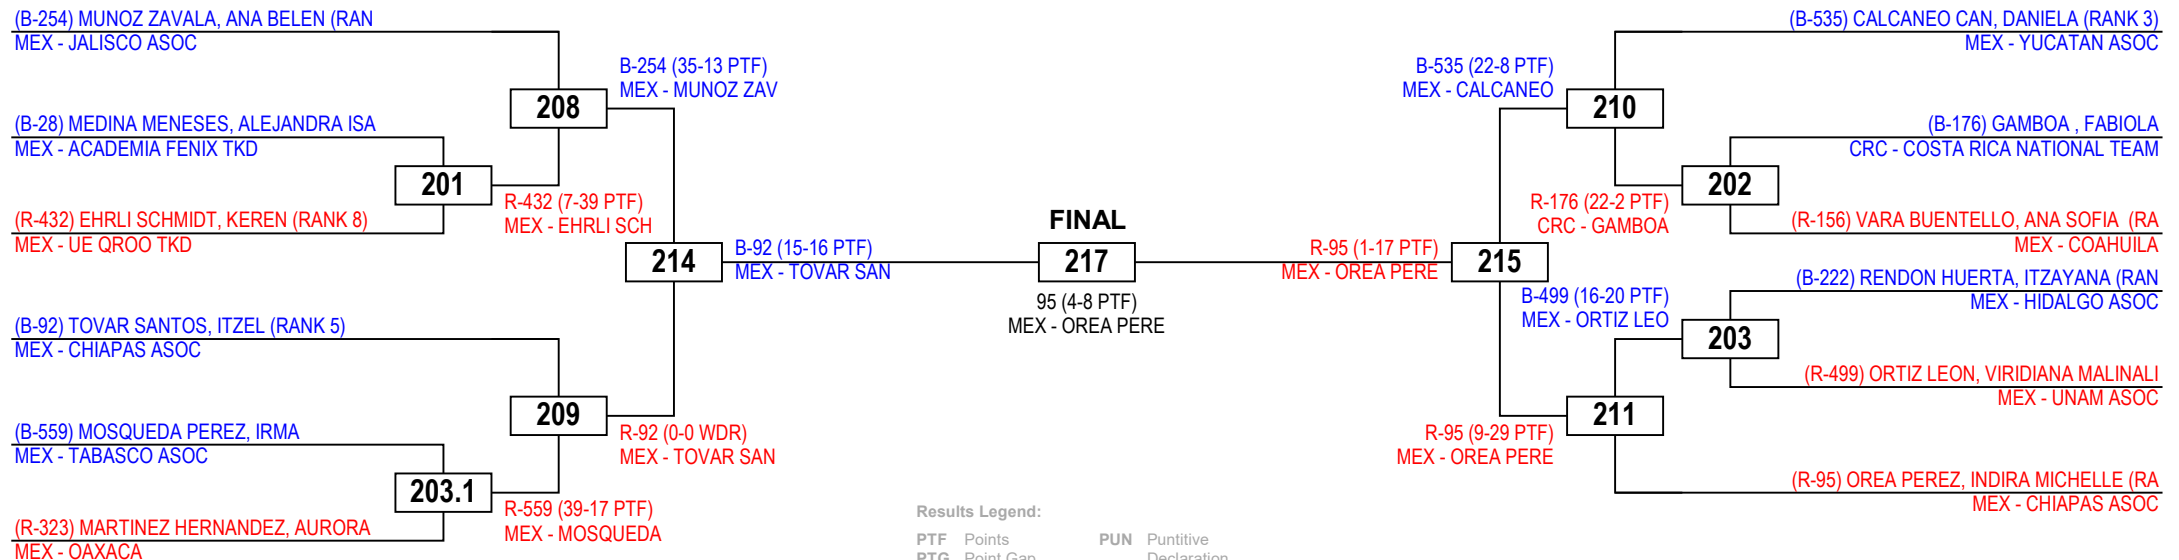 (B-254) MUNOZ ZAVALA, ANA BELEN (RAN
MEX - JALISCO ASOC
B-254 (35-13 PTF)
MEX - MUNOZ ZAV
208
(B-28) MEDINA MENESES, ALEJANDRA ISA
MEX - ACADEMIA FENIX TKD
201
R-432 (7-39 PTF)
MEX - EHRLI SCH
(R-432) EHRLI SCHMIDT, KEREN (RANK 8)
MEX - UE QROO TKD
214
B-92 (15-16 PTF)
MEX - TOVAR SAN
(B-92) TOVAR SANTOS, ITZEL (RANK 5)
MEX - CHIAPAS ASOC
209
R-92 (0-0 WDR)
MEX - TOVAR SAN
(B-559) MOSQUEDA PEREZ, IRMA
MEX - TABASCO ASOC
203.1
R-559 (39-17 PTF)
MEX - MOSQUEDA
(R-323) MARTINEZ HERNANDEZ, AURORA
MEX - OAXACA
FINAL
217
95 (4-8 PTF)
MEX - OREA PERE
(B-535) CALCANEO CAN, DANIELA (RANK 3)
MEX - YUCATAN ASOC
B-535 (22-8 PTF)
MEX - CALCANEO
210
(B-176) GAMBOA , FABIOLA
CRC - COSTA RICA NATIONAL TEAM
202
R-176 (22-2 PTF)
CRC - GAMBOA
(R-156) VARA BUENTELLO, ANA SOFIA (RA
MEX - COAHUILA
R-95 (1-17 PTF)
MEX - OREA PERE
215
(B-222) RENDON HUERTA, ITZAYANA (RAN
MEX - HIDALGO ASOC
B-499 (16-20 PTF)
MEX - ORTIZ LEO
203
(R-499) ORTIZ LEON, VIRIDIANA MALINALI
MEX - UNAM ASOC
211
R-95 (9-29 PTF)
MEX - OREA PERE
(R-95) OREA PEREZ, INDIRA MICHELLE (RA
MEX - CHIAPAS ASOC
Results Legend:
PTF Points PUN Puntitive
PTG Point Gap Declaration